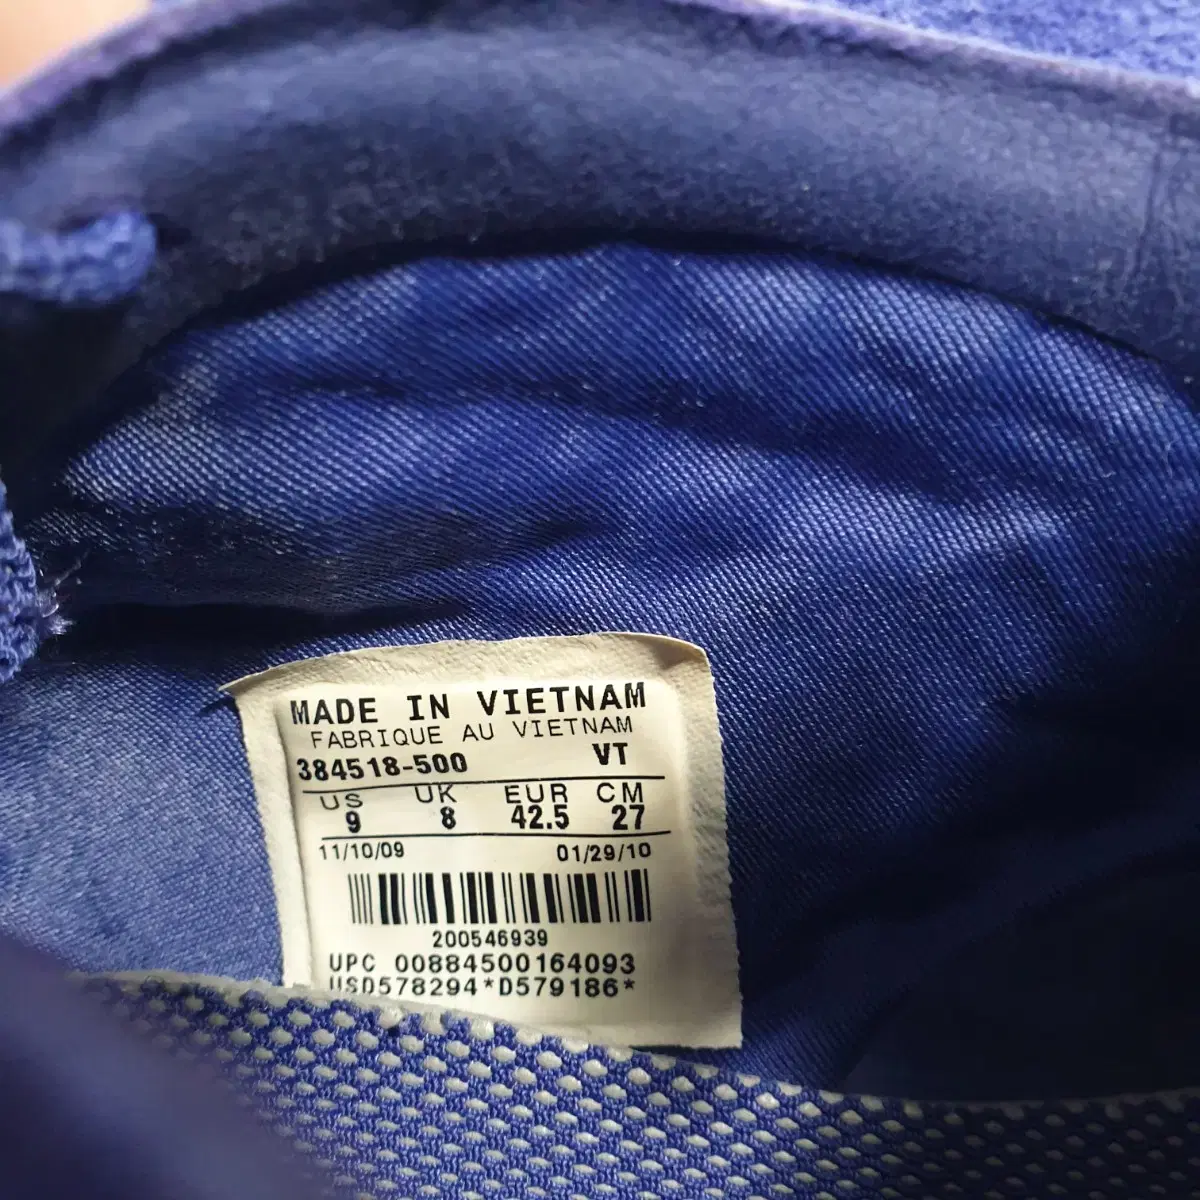 MADE IN VIETNAM
FABRIQUE AU VIETNAM
384518-500 VT
US UK EUR CM
9 8 42.5 27
11/10/09 01/29/10
200546939
UPC 00884500164093
USD578294*D579186*